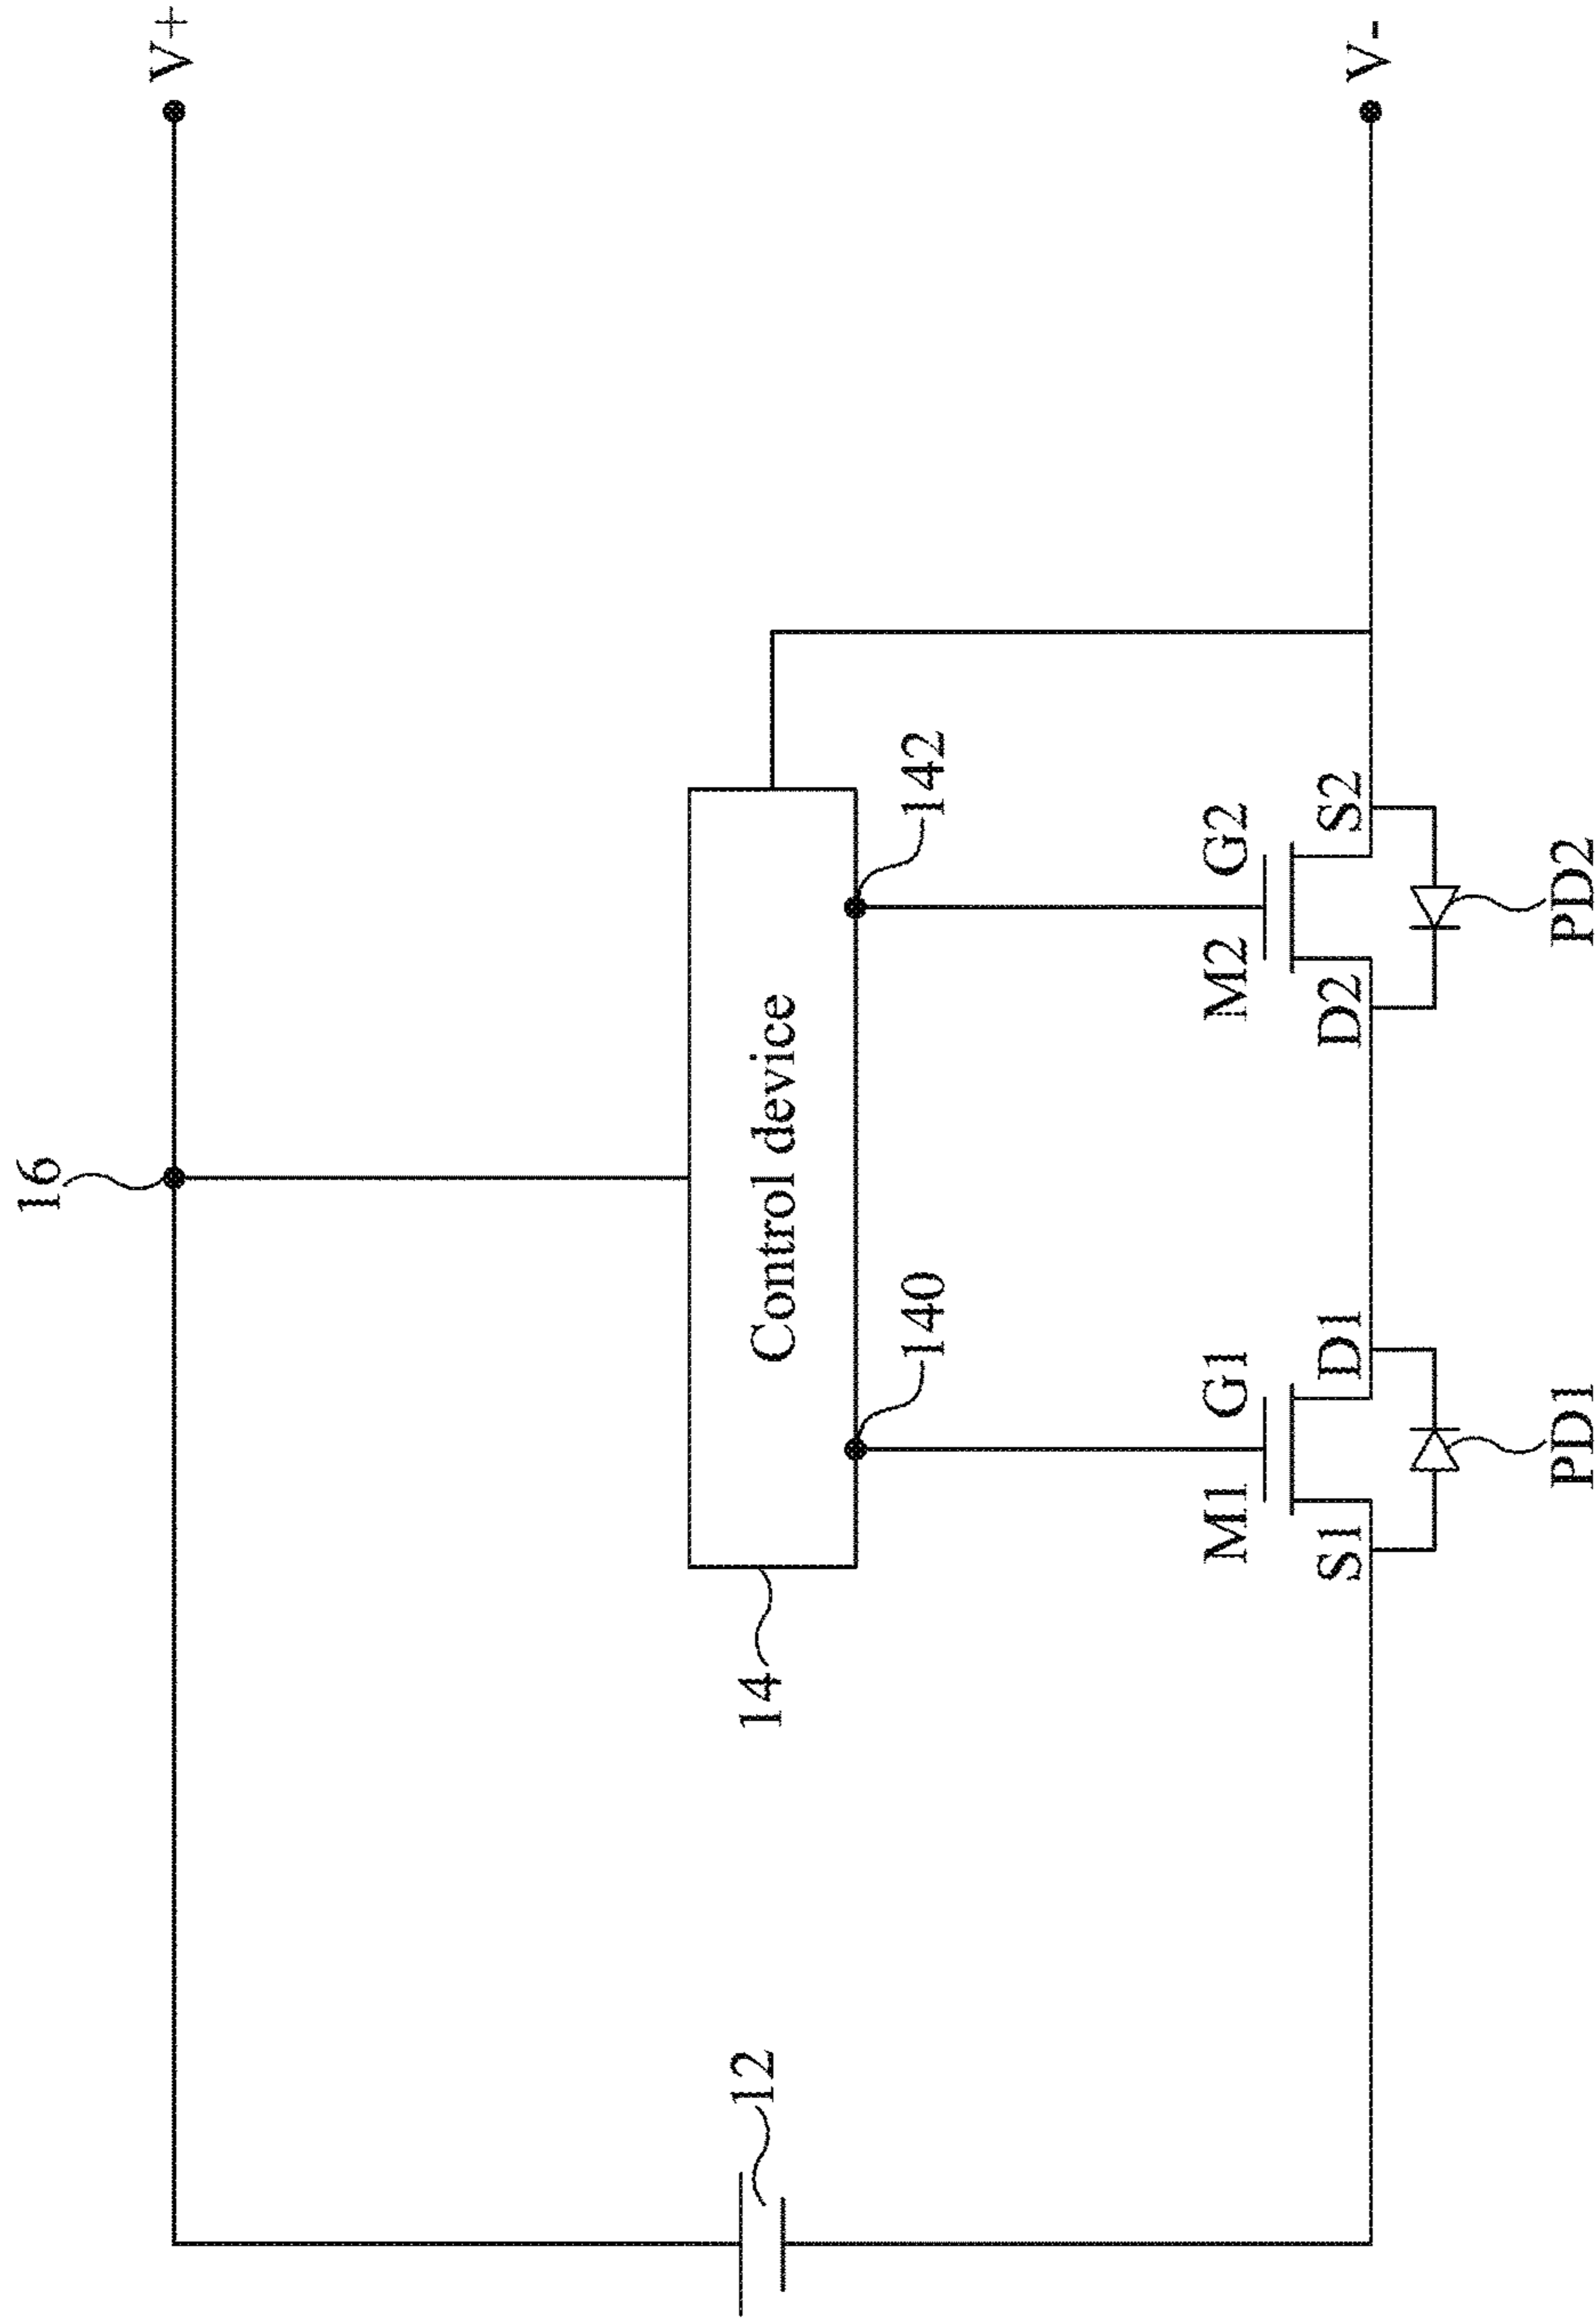 16
V+
12
14
Control device
140
142
M1
G1
M2
G2
S1
D1
D2
S2
V-
PD1
PD2